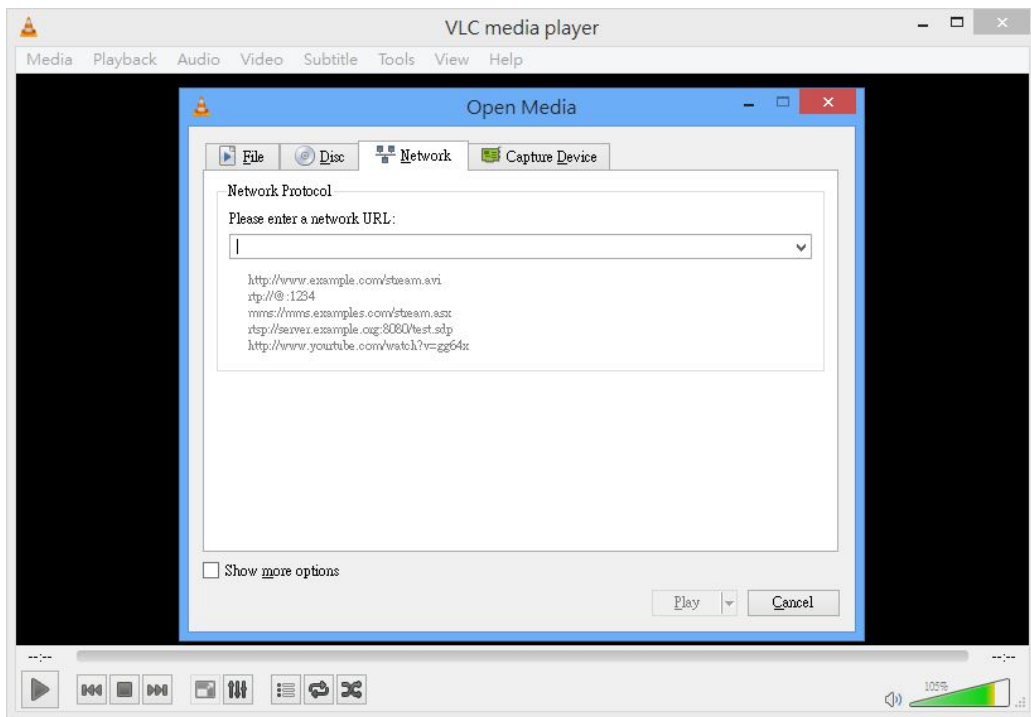 VLC media player
Media Playback Audio Video Subtitle Tools View Help
Open Media
File Disc Network Capture Device
Network Protocol
Please enter a network URL:
http://www.example.com/stream.avi
rtp://@:1234
mms://mms.examples.com/stream.asx
rtsp://server.example.org:8080/test.sdp
http://www.yourtube.com/watch?v=gg64x
Show more options
Play Cancel
--:-- --:--
105%